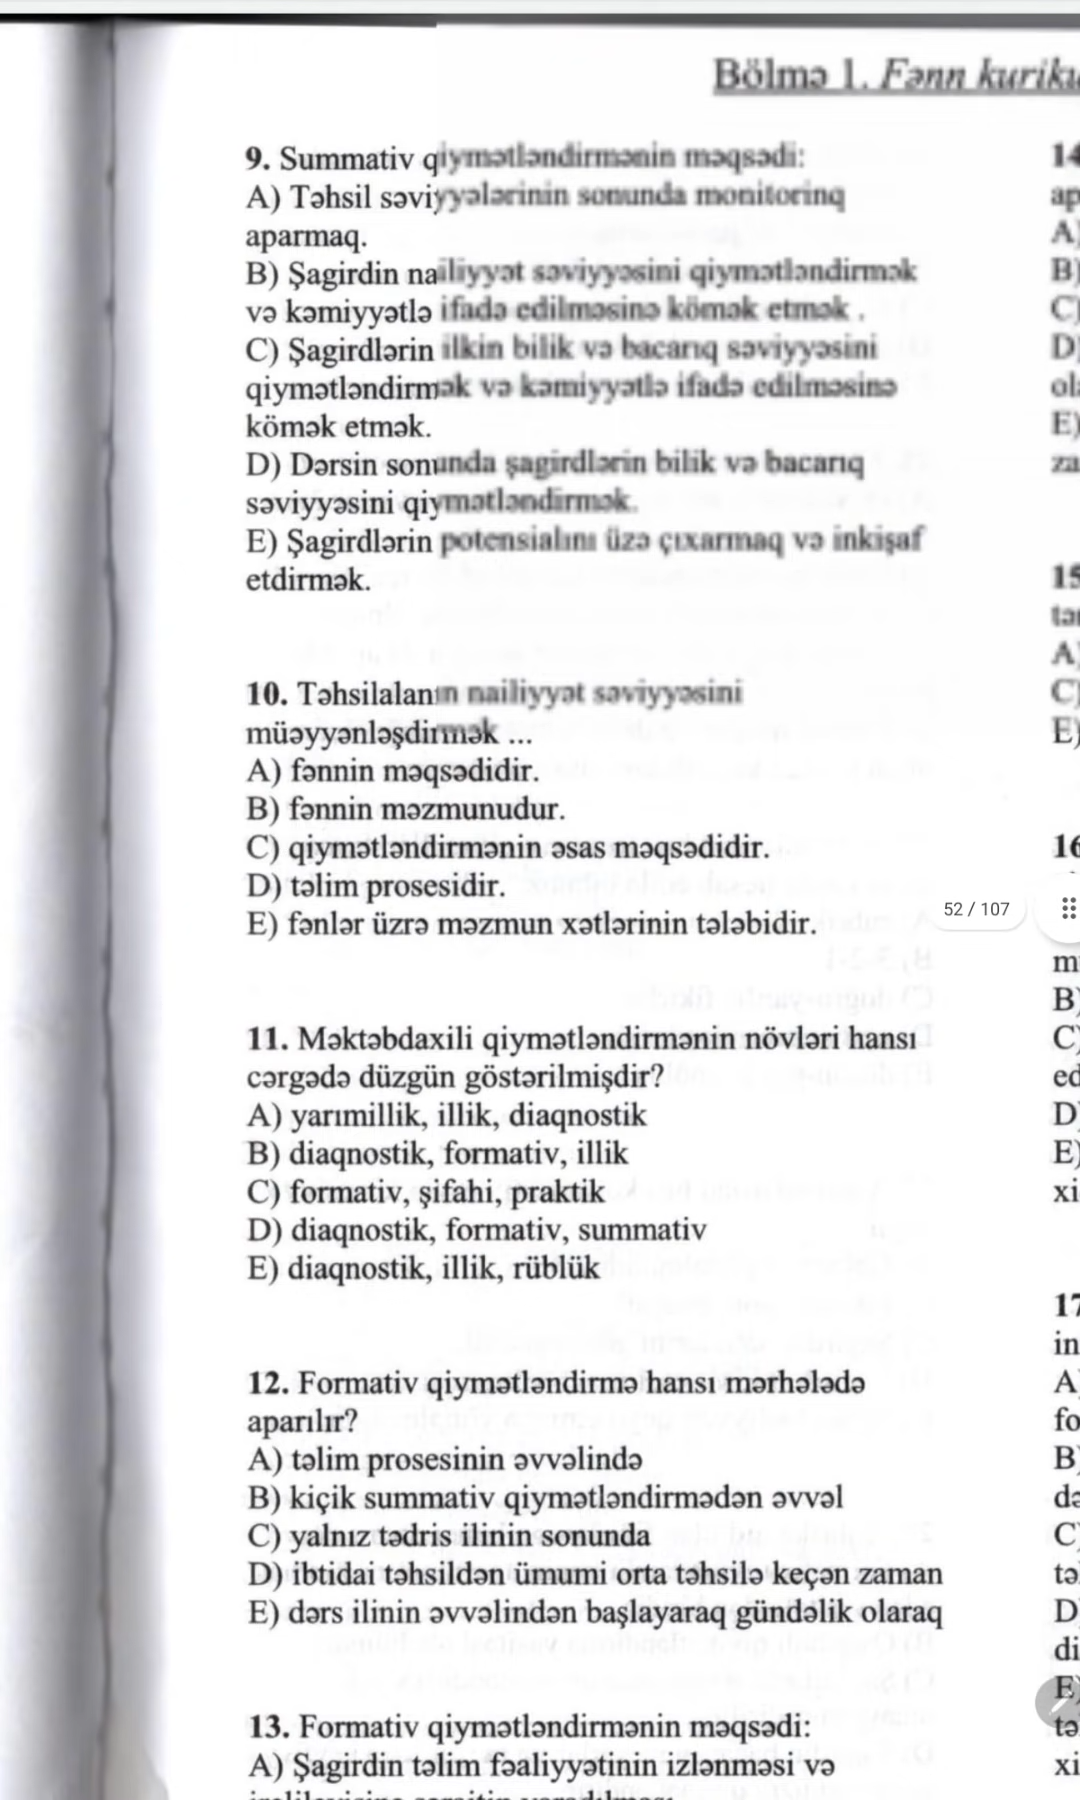 Bölmə 1. Fənn
9. Summativ qiymətləndirmənin məqsədi:
A) Təhsil səviyyələrinin sonunda monitorinq
aparmaq.
B) Şagirdin nailiyyət səviyyəsini qiymətləndirmək
və kəmiyyətlə ifadə edilməsinə kömək etmək .
C) Şagirdlərin ilkin bilik və bacarıq səviyyəsini
qiymətləndirmək və kəmiyyətlə ifadə edilməsinə
kömək etmək.
D) Dərsin sonunda şagirdlərin bilik və bacarıq
səviyyəsini qiymətləndirmək.
E) Şagirdlərin potensialını üzə çıxarmaq və inkişaf
etdirmək.
10. Təhsilalanın nailiyyət səviyyəsini
müəyyənləşdirmək ...
A) fənnin məqsədidir.
B) fənnin məzmunudur.
C) qiymətləndirmənin əsas məqsədidir.
D) təlim prosesidir.
E) fənlər üzrə məzmun xətlərinin tələbidir.
11. Məktəbdaxili qiymətləndirmənin növləri hansı
cərgədə düzgün göstərilmişdir?
A) yarımillik, illik, diaqnostik
B) diaqnostik, formativ, illik
C) formativ, şifahi, praktik
D) diaqnostik, formativ, summativ
E) diaqnostik, illik, rüblük
12. Formativ qiymətləndirmə hansı mərhələdə
aparılır?
A) təlim prosesinin əvvəlində
B) kiçik summativ qiymətləndirmədən əvvəl
C) yalnız tədris ilinin sonunda
D) ibtidai təhsildən ümumi orta təhsilə keçən zaman
E) dərs ilinin əvvəlindən başlayaraq gündəlik olaraq
13. Formativ qiymətləndirmənin məqsədi:
A) Şagirdin təlim fəaliyyətinin izlənməsi və
52 / 107
14
A)
B)
C)
D)
E)
15
A)
C)
E)
16
B)
C)
D)
E)
17
A)
B)
C)
D)
E)